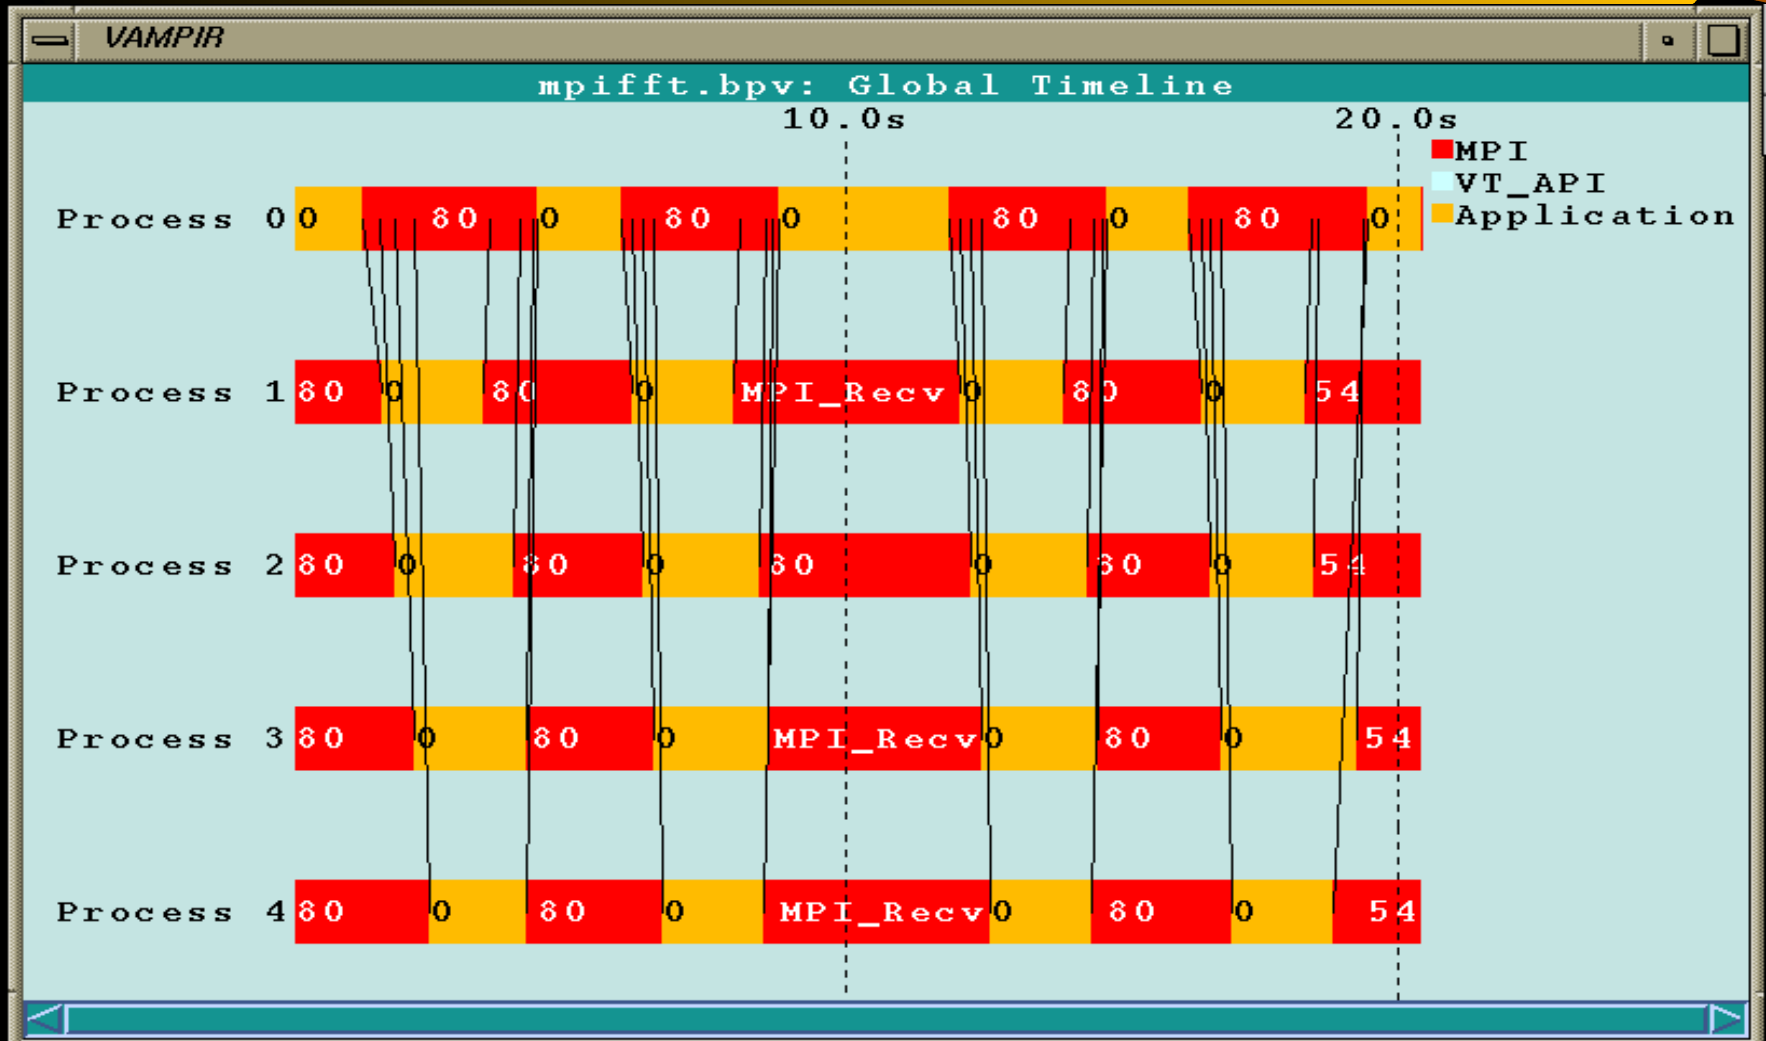 VAMPIR
mpifft.bpv: Global Timeline
10.0s 20.0s
MPI
VT_API
Application
Process 0 0 80 0 80 0 80 0 80 0
Process 1 80 0 80 0 MPI_Recv 0 80 0 54
Process 2 80 0 80 0 80 0 80 0 54
Process 3 80 0 80 0 MPI_Recv 0 80 0 54
Process 4 80 0 80 0 MPI_Recv 0 80 0 54